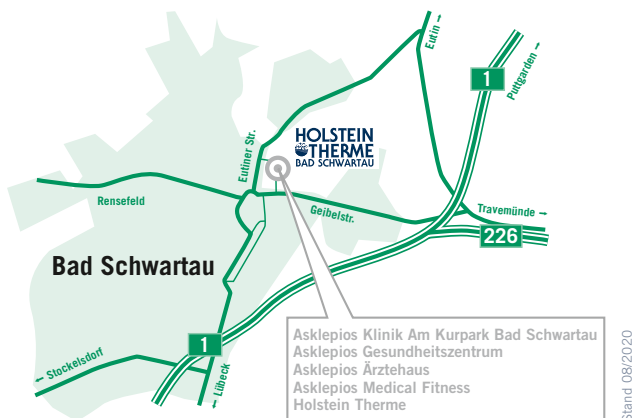 Eutin →
1
Puttgarden →
Eutiner Str.
HOLSTEIN
THERME
BAD SCHWARTAU
Rensefeld
Geibelstr.
Travemünde →
226
Bad Schwartau
1
← Stockelsdorf
← Lübeck
Asklepios Klinik Am Kurpark Bad Schwartau
Asklepios Gesundheitszentrum
Asklepios Ärztehaus
Asklepios Medical Fitness
Holstein Therme
Stand 08/2020